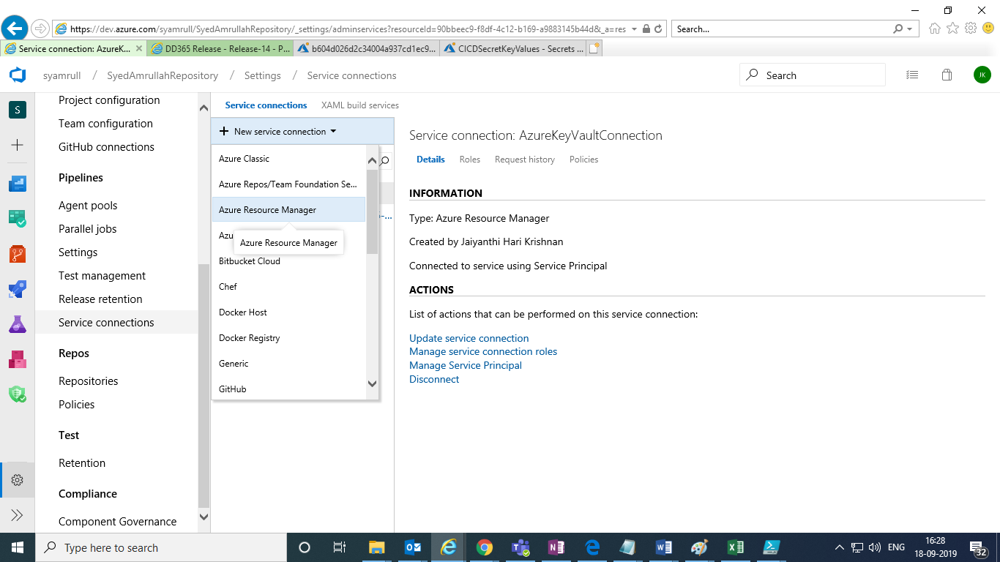 https://dev.azure.com/syamrull/SyedAmrullahRepository/_settings/adminservices?resourceId=90bbeec9-f8df-4c12-b169-a9883145b44d&_a=res
Search...
Service connection: AzureK...
DD365 Release - Release-14 - P...
b604d026d2c34004a937cd1ec9...
CICDSecretKeyValues - Secrets ...
syamrull / SyedAmrullahRepository / Settings / Service connections
Search
JK
S
Project configuration
Team configuration
GitHub connections
Pipelines
Agent pools
Parallel jobs
Settings
Test management
Release retention
Service connections
Repos
Repositories
Policies
Test
Retention
Compliance
Component Governance
Service connections
XAML build services
+ New service connection
Azure Classic
Azure Repos/Team Foundation Se...
Azure Resource Manager
Azu
Azure Resource Manager
Bitbucket Cloud
Chef
Docker Host
Docker Registry
Generic
GitHub
Service connection: AzureKeyVaultConnection
Details
Roles
Request history
Policies
INFORMATION
Type: Azure Resource Manager
Created by Jaiyanthi Hari Krishnan
Connected to service using Service Principal
ACTIONS
List of actions that can be performed on this service connection:
Update service connection
Manage service connection roles
Manage Service Principal
Disconnect
Type here to search
ENG
16:28
18-09-2019
32